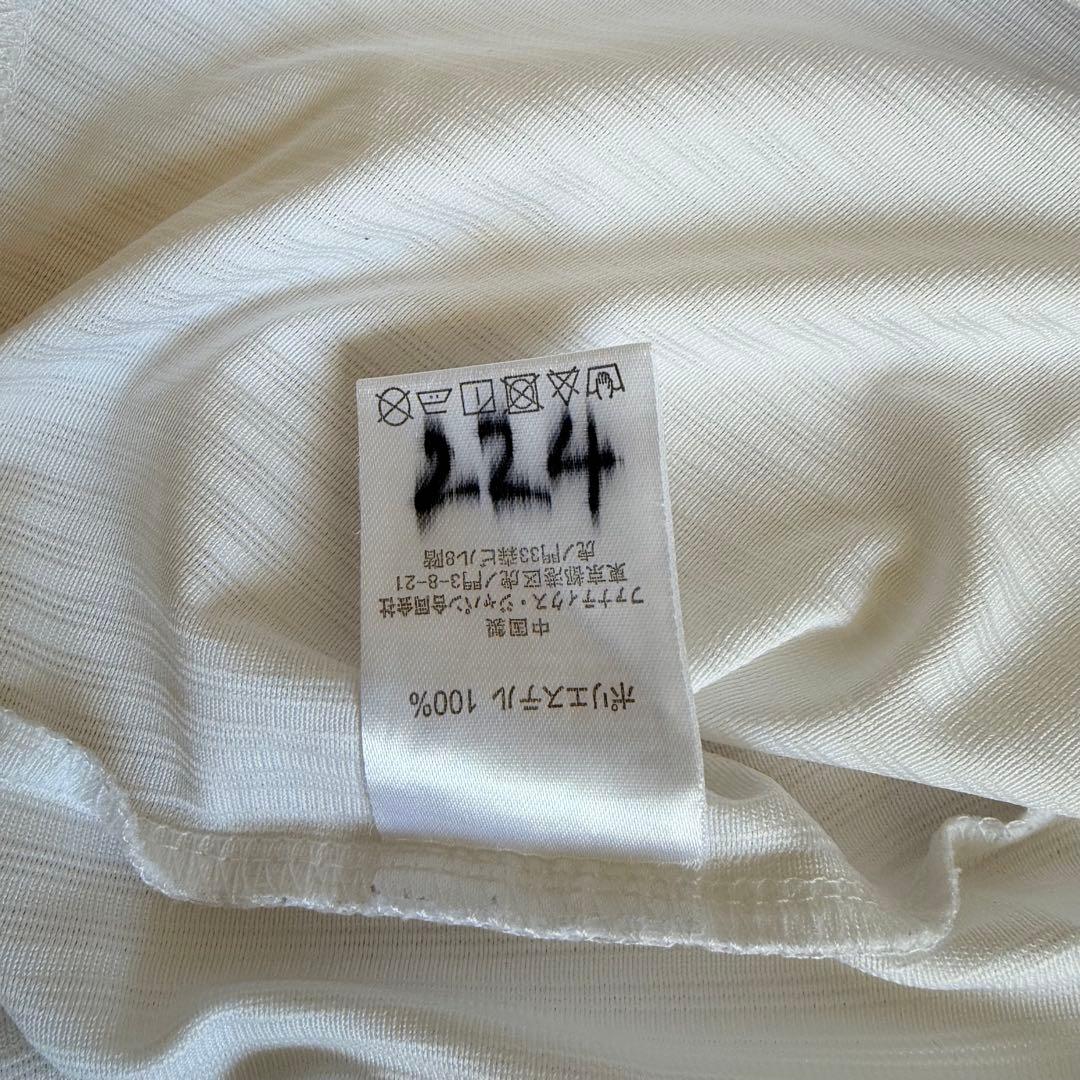 ポリエステル 100%
中国製
ファナティクス・ジャパン合同会社
東京都港区虎ノ門3-8-21
虎ノ門33森ビル8階
224